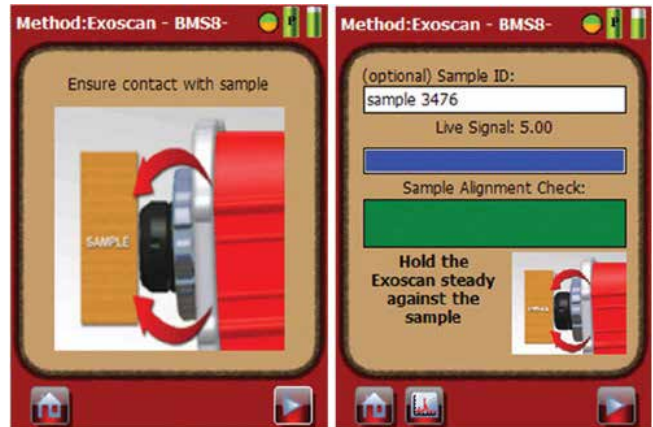 Method:Exoscan - BMS8-
P
Ensure contact with sample
SAMPLE
Method:Exoscan - BMS8-
P
(optional) Sample ID:
sample 3476
Live Signal: 5.00
Sample Alignment Check:
Hold the
Exoscan steady
against the
sample